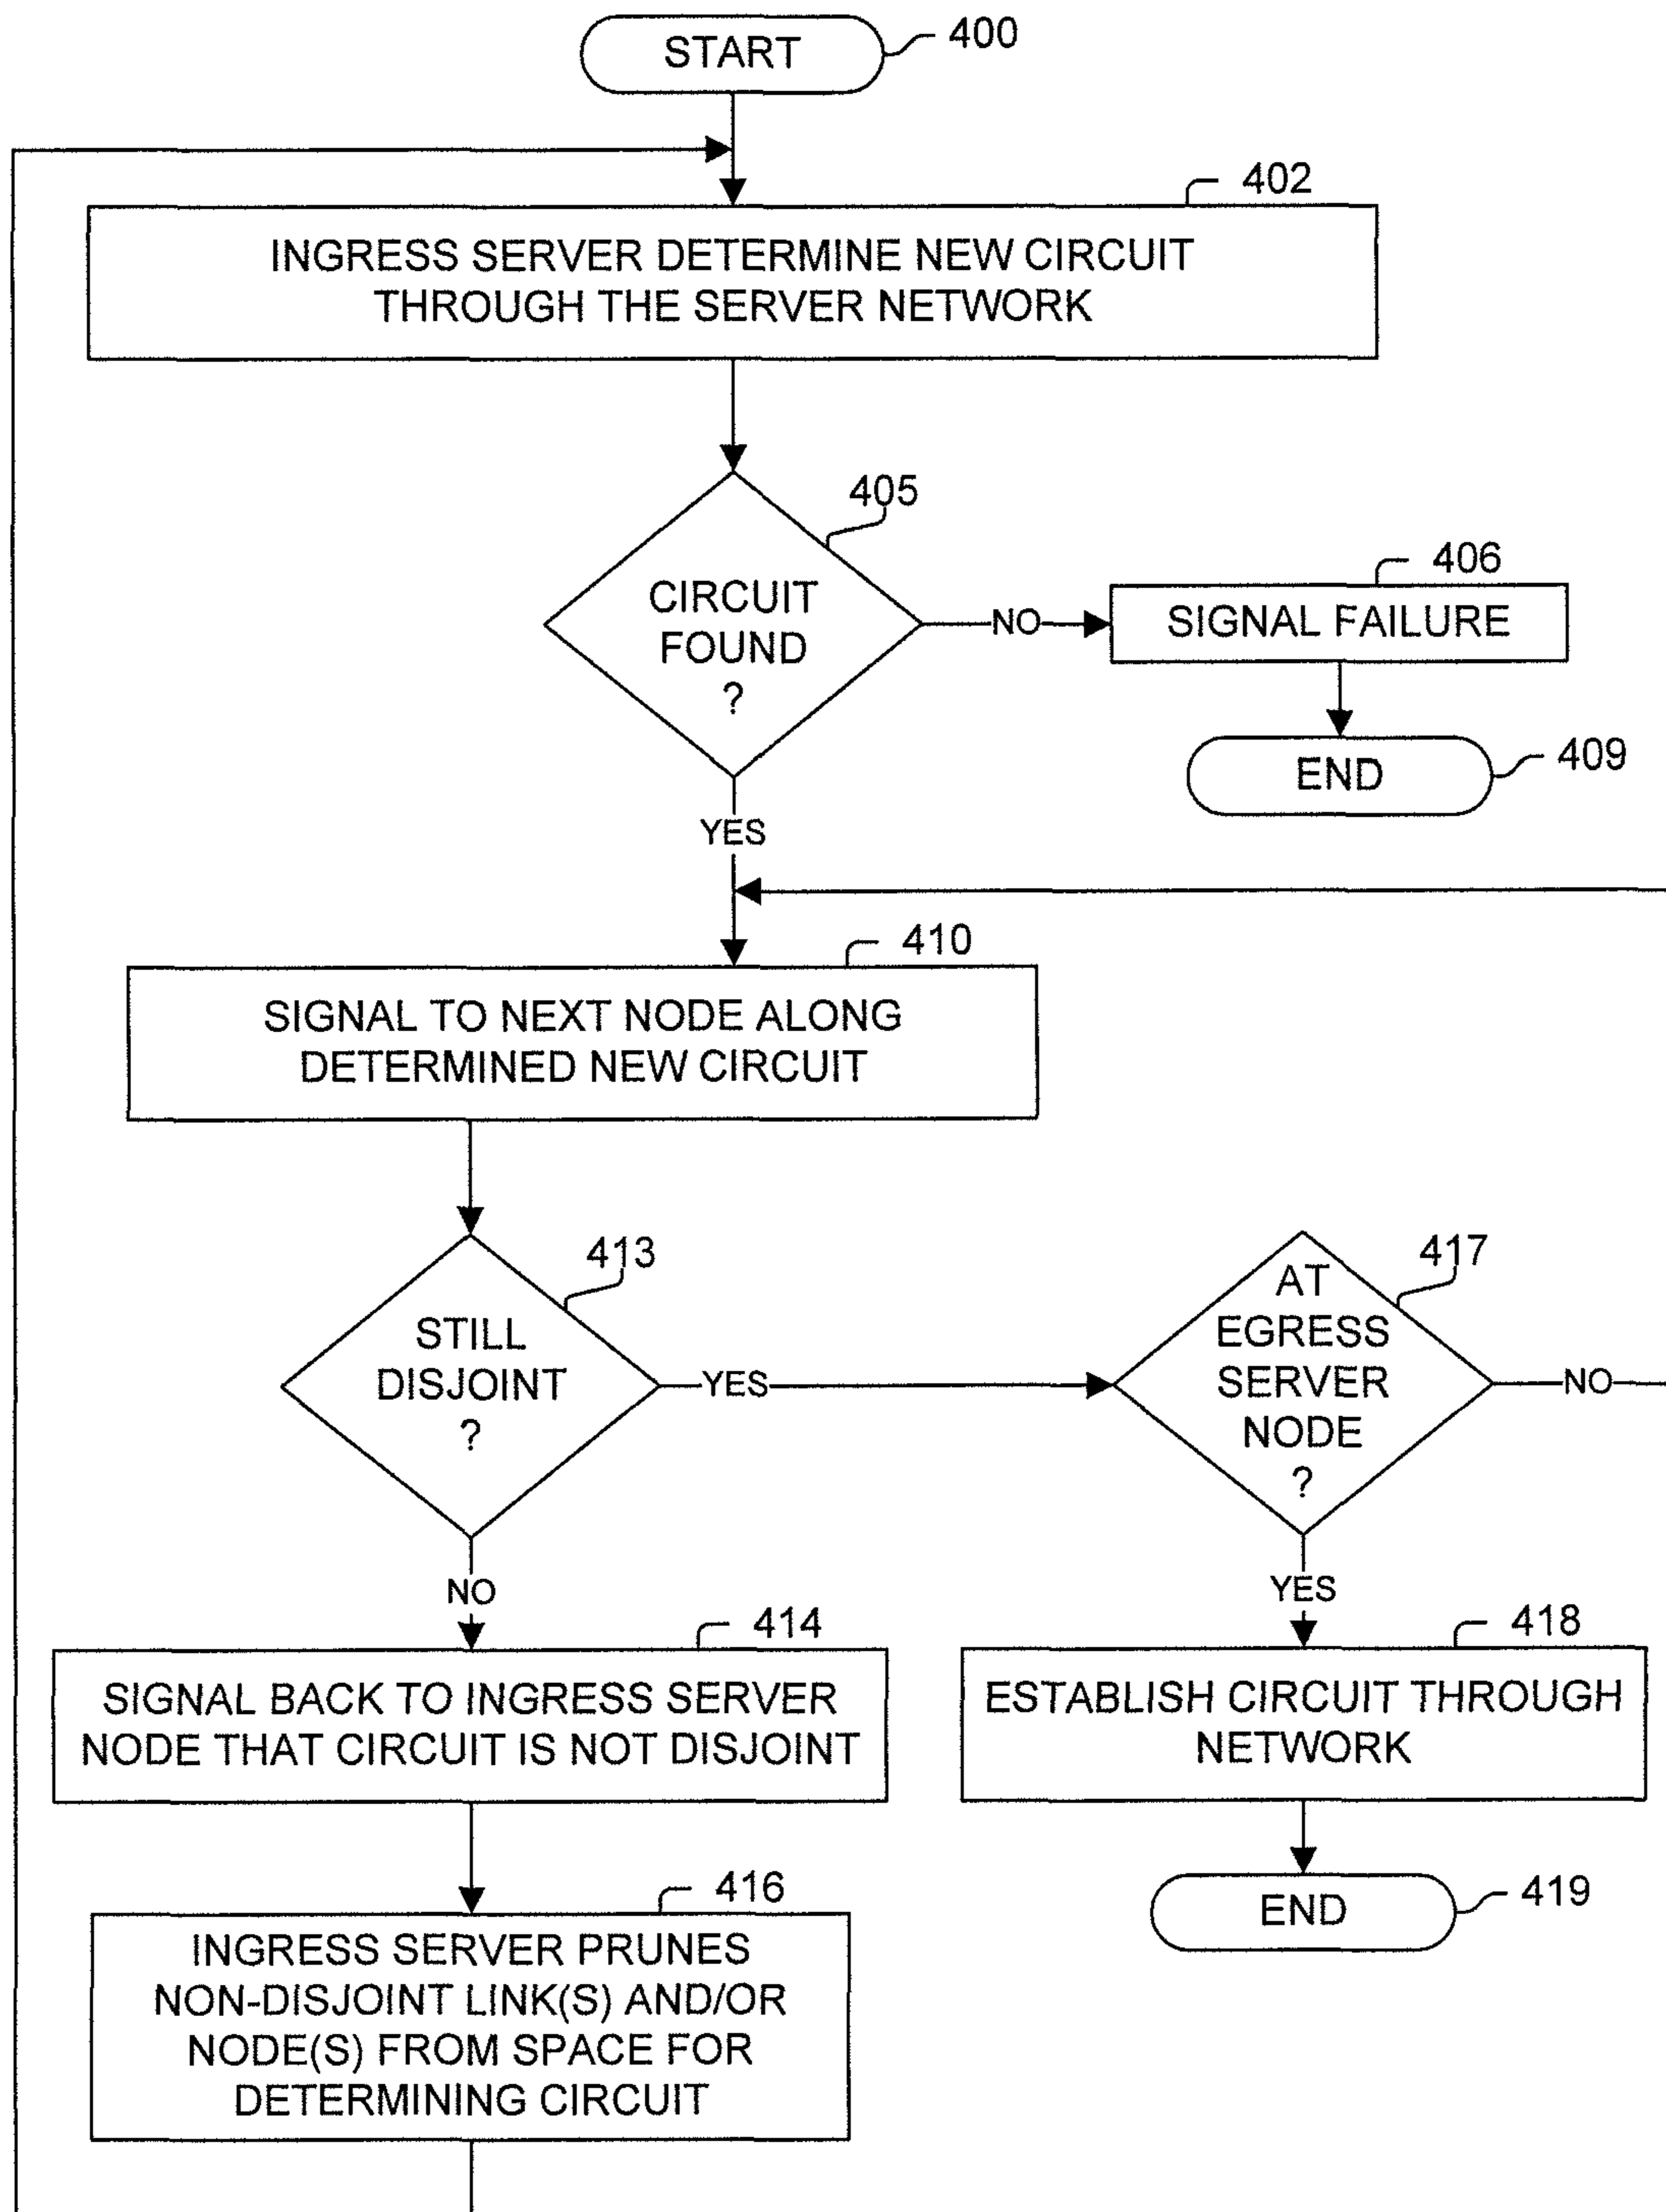 START
400
402
INGRESS SERVER DETERMINE NEW CIRCUIT
THROUGH THE SERVER NETWORK
405
CIRCUIT
FOUND
?
NO
406
SIGNAL FAILURE
END
409
YES
410
SIGNAL TO NEXT NODE ALONG
DETERMINED NEW CIRCUIT
413
STILL
DISJOINT
?
YES
417
AT
EGRESS
SERVER
NODE
?
NO
NO
YES
414
SIGNAL BACK TO INGRESS SERVER
NODE THAT CIRCUIT IS NOT DISJOINT
418
ESTABLISH CIRCUIT THROUGH
NETWORK
416
INGRESS SERVER PRUNES
NON-DISJOINT LINK(S) AND/OR
NODE(S) FROM SPACE FOR
DETERMINING CIRCUIT
END
419